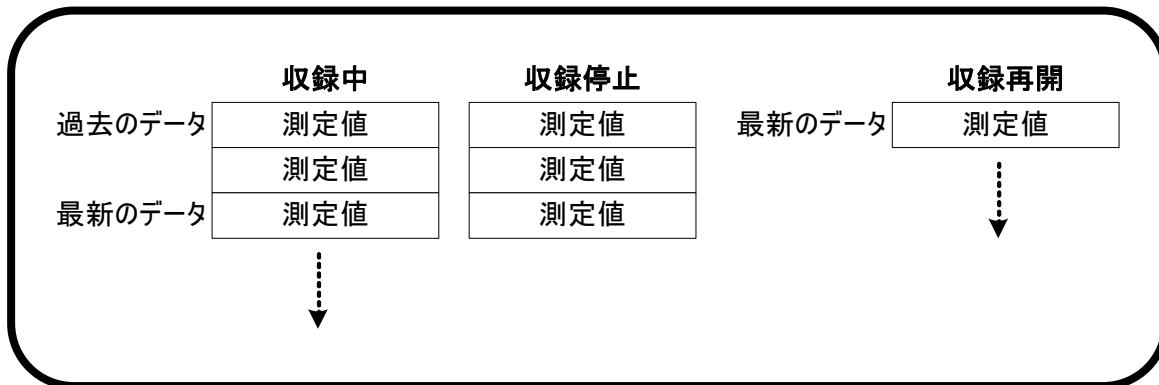 収録中 収録停止 収録再開
過去のデータ 測定値 測定値 最新のデータ 測定値
測定値 測定値
最新のデータ 測定値 測定値